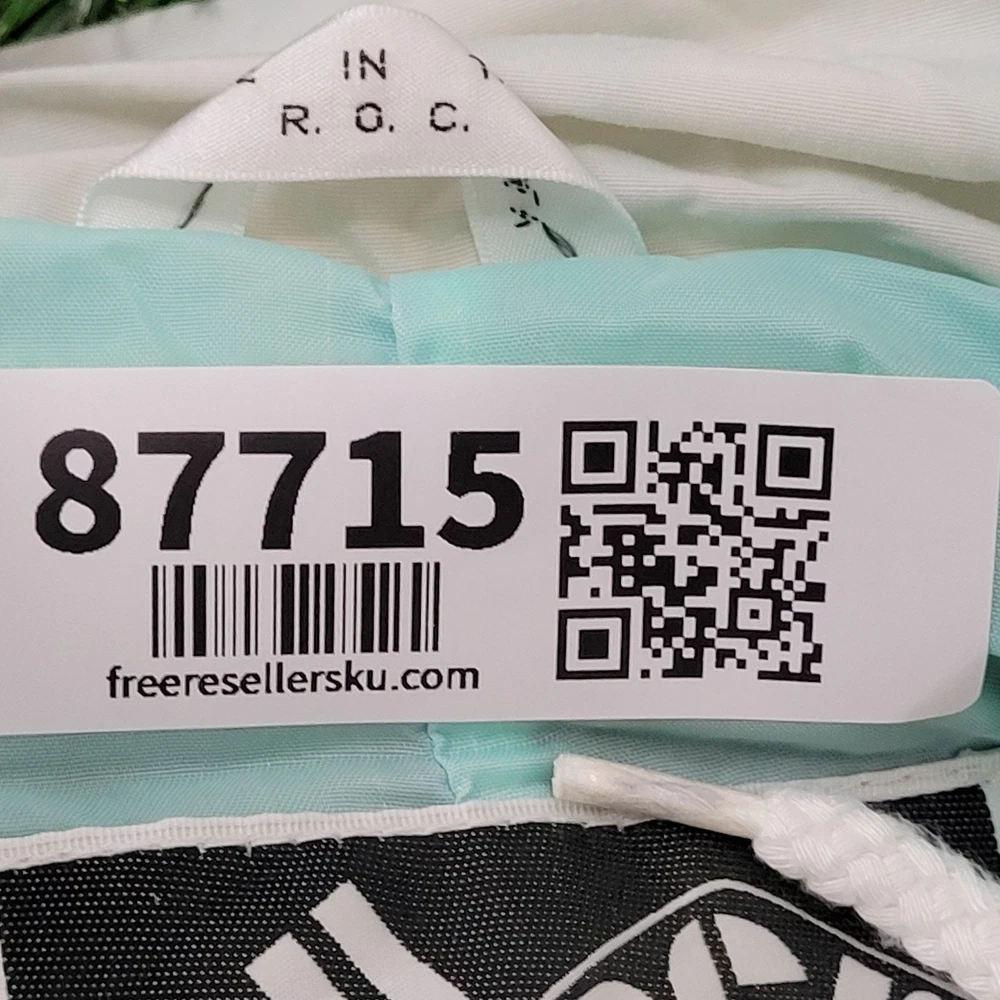 IN
R. O. C.
87715
freeresellersku.com